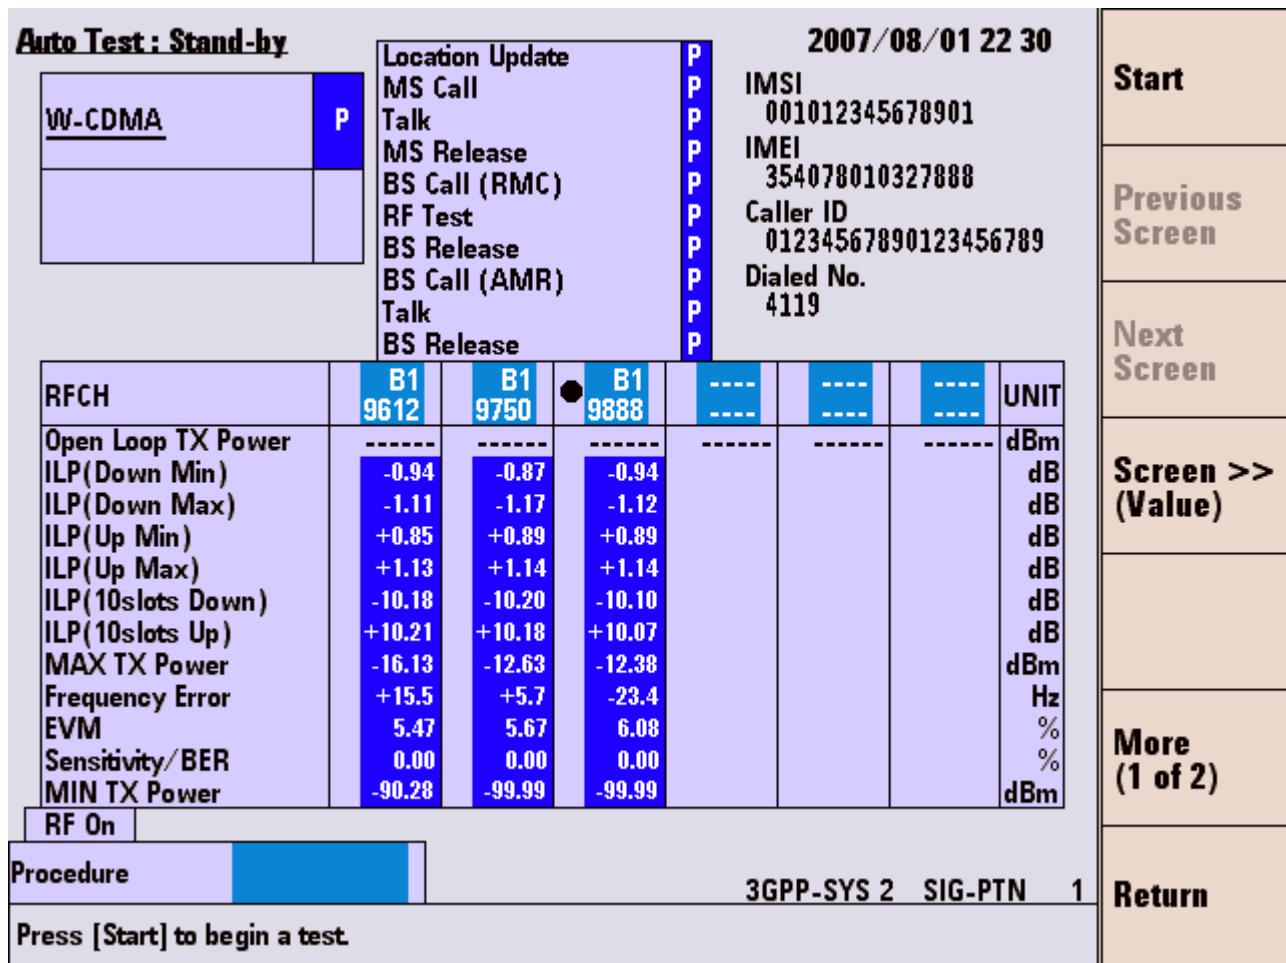 Auto Test : Stand-by
2007/08/01 22 30
W-CDMA P
Location Update P
MS Call P
Talk P
MS Release P
BS Call (RMC) P
RF Test P
BS Release P
BS Call (AMR) P
Talk P
BS Release P
IMSI
001012345678901
IMEI
354078010327888
Caller ID
01234567890123456789
Dialed No.
4119
RFCH B1 B1 ● B1 ---- ---- ---- UNIT
9612 9750 9888 ---- ---- ----
Open Loop TX Power ------ ------ ------ ------ ------ ------ dBm
ILP(Down Min) -0.94 -0.87 -0.94 dB
ILP(Down Max) -1.11 -1.17 -1.12 dB
ILP(Up Min) +0.85 +0.89 +0.89 dB
ILP(Up Max) +1.13 +1.14 +1.14 dB
ILP(10slots Down) -10.18 -10.20 -10.10 dB
ILP(10slots Up) +10.21 +10.18 +10.07 dB
MAX TX Power -16.13 -12.63 -12.38 dBm
Frequency Error +15.5 +5.7 -23.4 Hz
EVM 5.47 5.67 6.08 %
Sensitivity/BER 0.00 0.00 0.00 %
MIN TX Power -90.28 -99.99 -99.99 dBm
RF On
Procedure
3GPP-SYS 2 SIG-PTN 1
Press [Start] to begin a test.
Start
Previous
Screen
Next
Screen
Screen >>
(Value)
More
(1 of 2)
Return